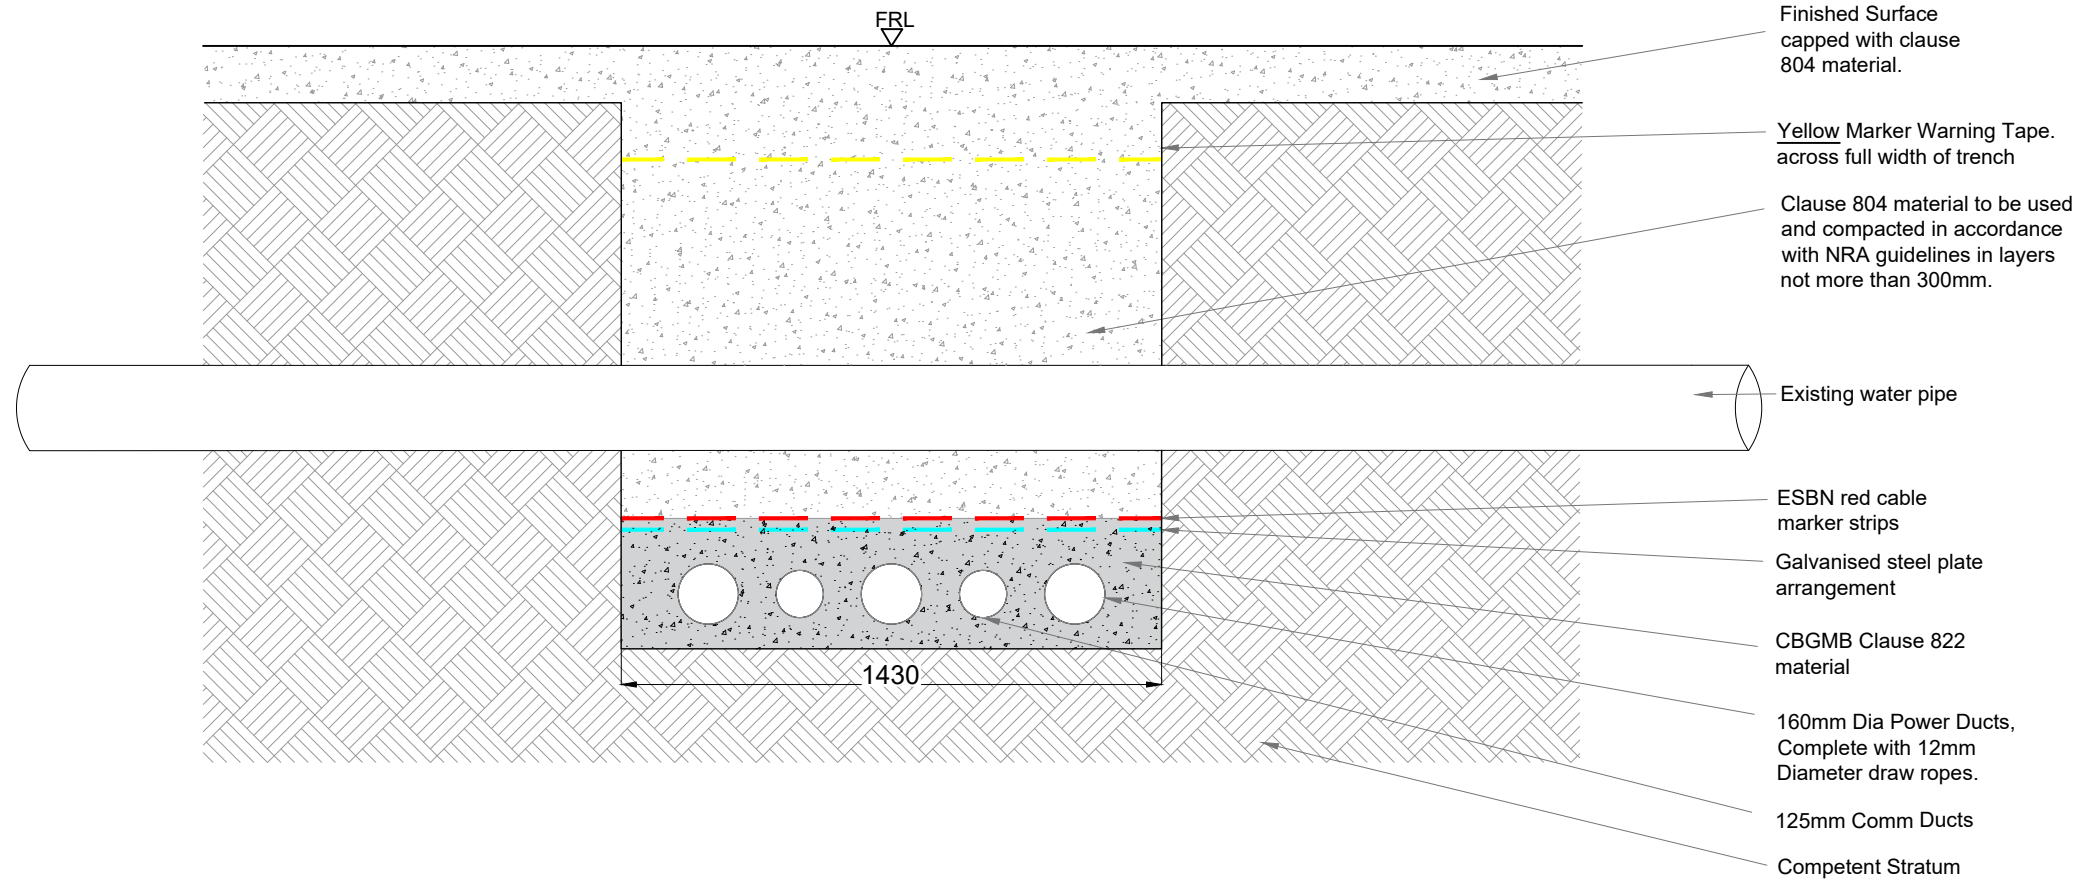 FRL
Finished Surface
capped with clause
804 material.
Yellow Marker Warning Tape.
across full width of trench
Clause 804 material to be used
and compacted in accordance
with NRA guidelines in layers
not more than 300mm.
Existing water pipe
ESBN red cable
marker strips
Galvanised steel plate
arrangement
CBGMB Clause 822
material
1430
160mm Dia Power Ducts,
Complete with 12mm
Diameter draw ropes.
125mm Comm Ducts
Competent Stratum